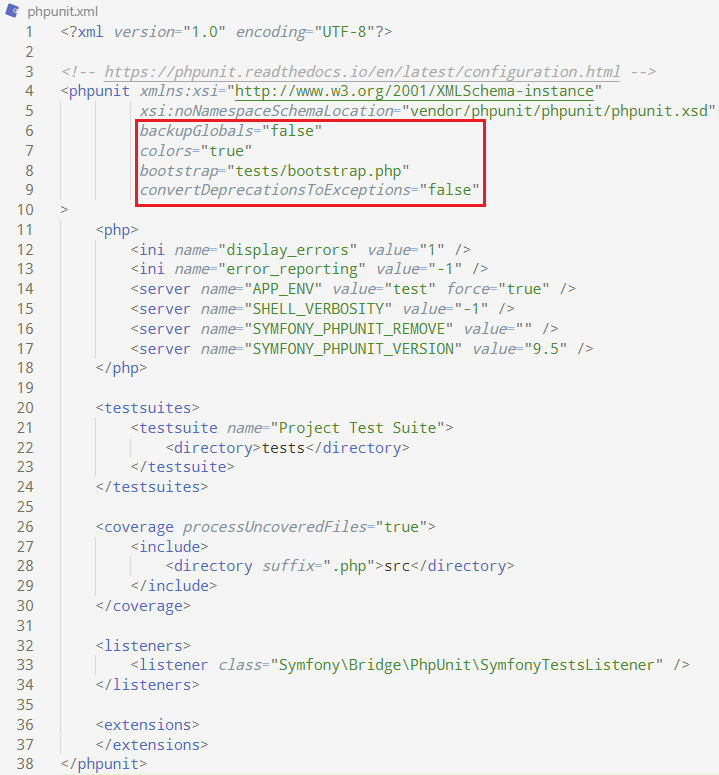 phpunit.xml
1 <?xml version="1.0" encoding="UTF-8"?>
2
3 <!-- https://phpunit.readthedocs.io/en/latest/configuration.html -->
4 <phpunit xmlns:xsi="http://www.w3.org/2001/XMLSchema-instance"
5 xsi:noNamespaceSchemaLocation="vendor/phpunit/phpunit/phpunit.xsd"
6 backupGlobals="false"
7 colors="true"
8 bootstrap="tests/bootstrap.php"
9 convertDeprecationsToExceptions="false"
10 >
11 <php>
12 <ini name="display_errors" value="1" />
13 <ini name="error_reporting" value="-1" />
14 <server name="APP_ENV" value="test" force="true" />
15 <server name="SHELL_VERBOSITY" value="-1" />
16 <server name="SYMFONY_PHPUNIT_REMOVE" value="" />
17 <server name="SYMFONY_PHPUNIT_VERSION" value="9.5" />
18 </php>
19
20 <testsuites>
21 <testsuite name="Project Test Suite">
22 <directory>tests</directory>
23 </testsuite>
24 </testsuites>
25
26 <coverage processUncoveredFiles="true">
27 <include>
28 <directory suffix=".php">src</directory>
29 </include>
30 </coverage>
31
32 <listeners>
33 <listener class="Symfony\Bridge\PhpUnit\SymfonyTestsListener" />
34 </listeners>
35
36 <extensions>
37 </extensions>
38 </phpunit>